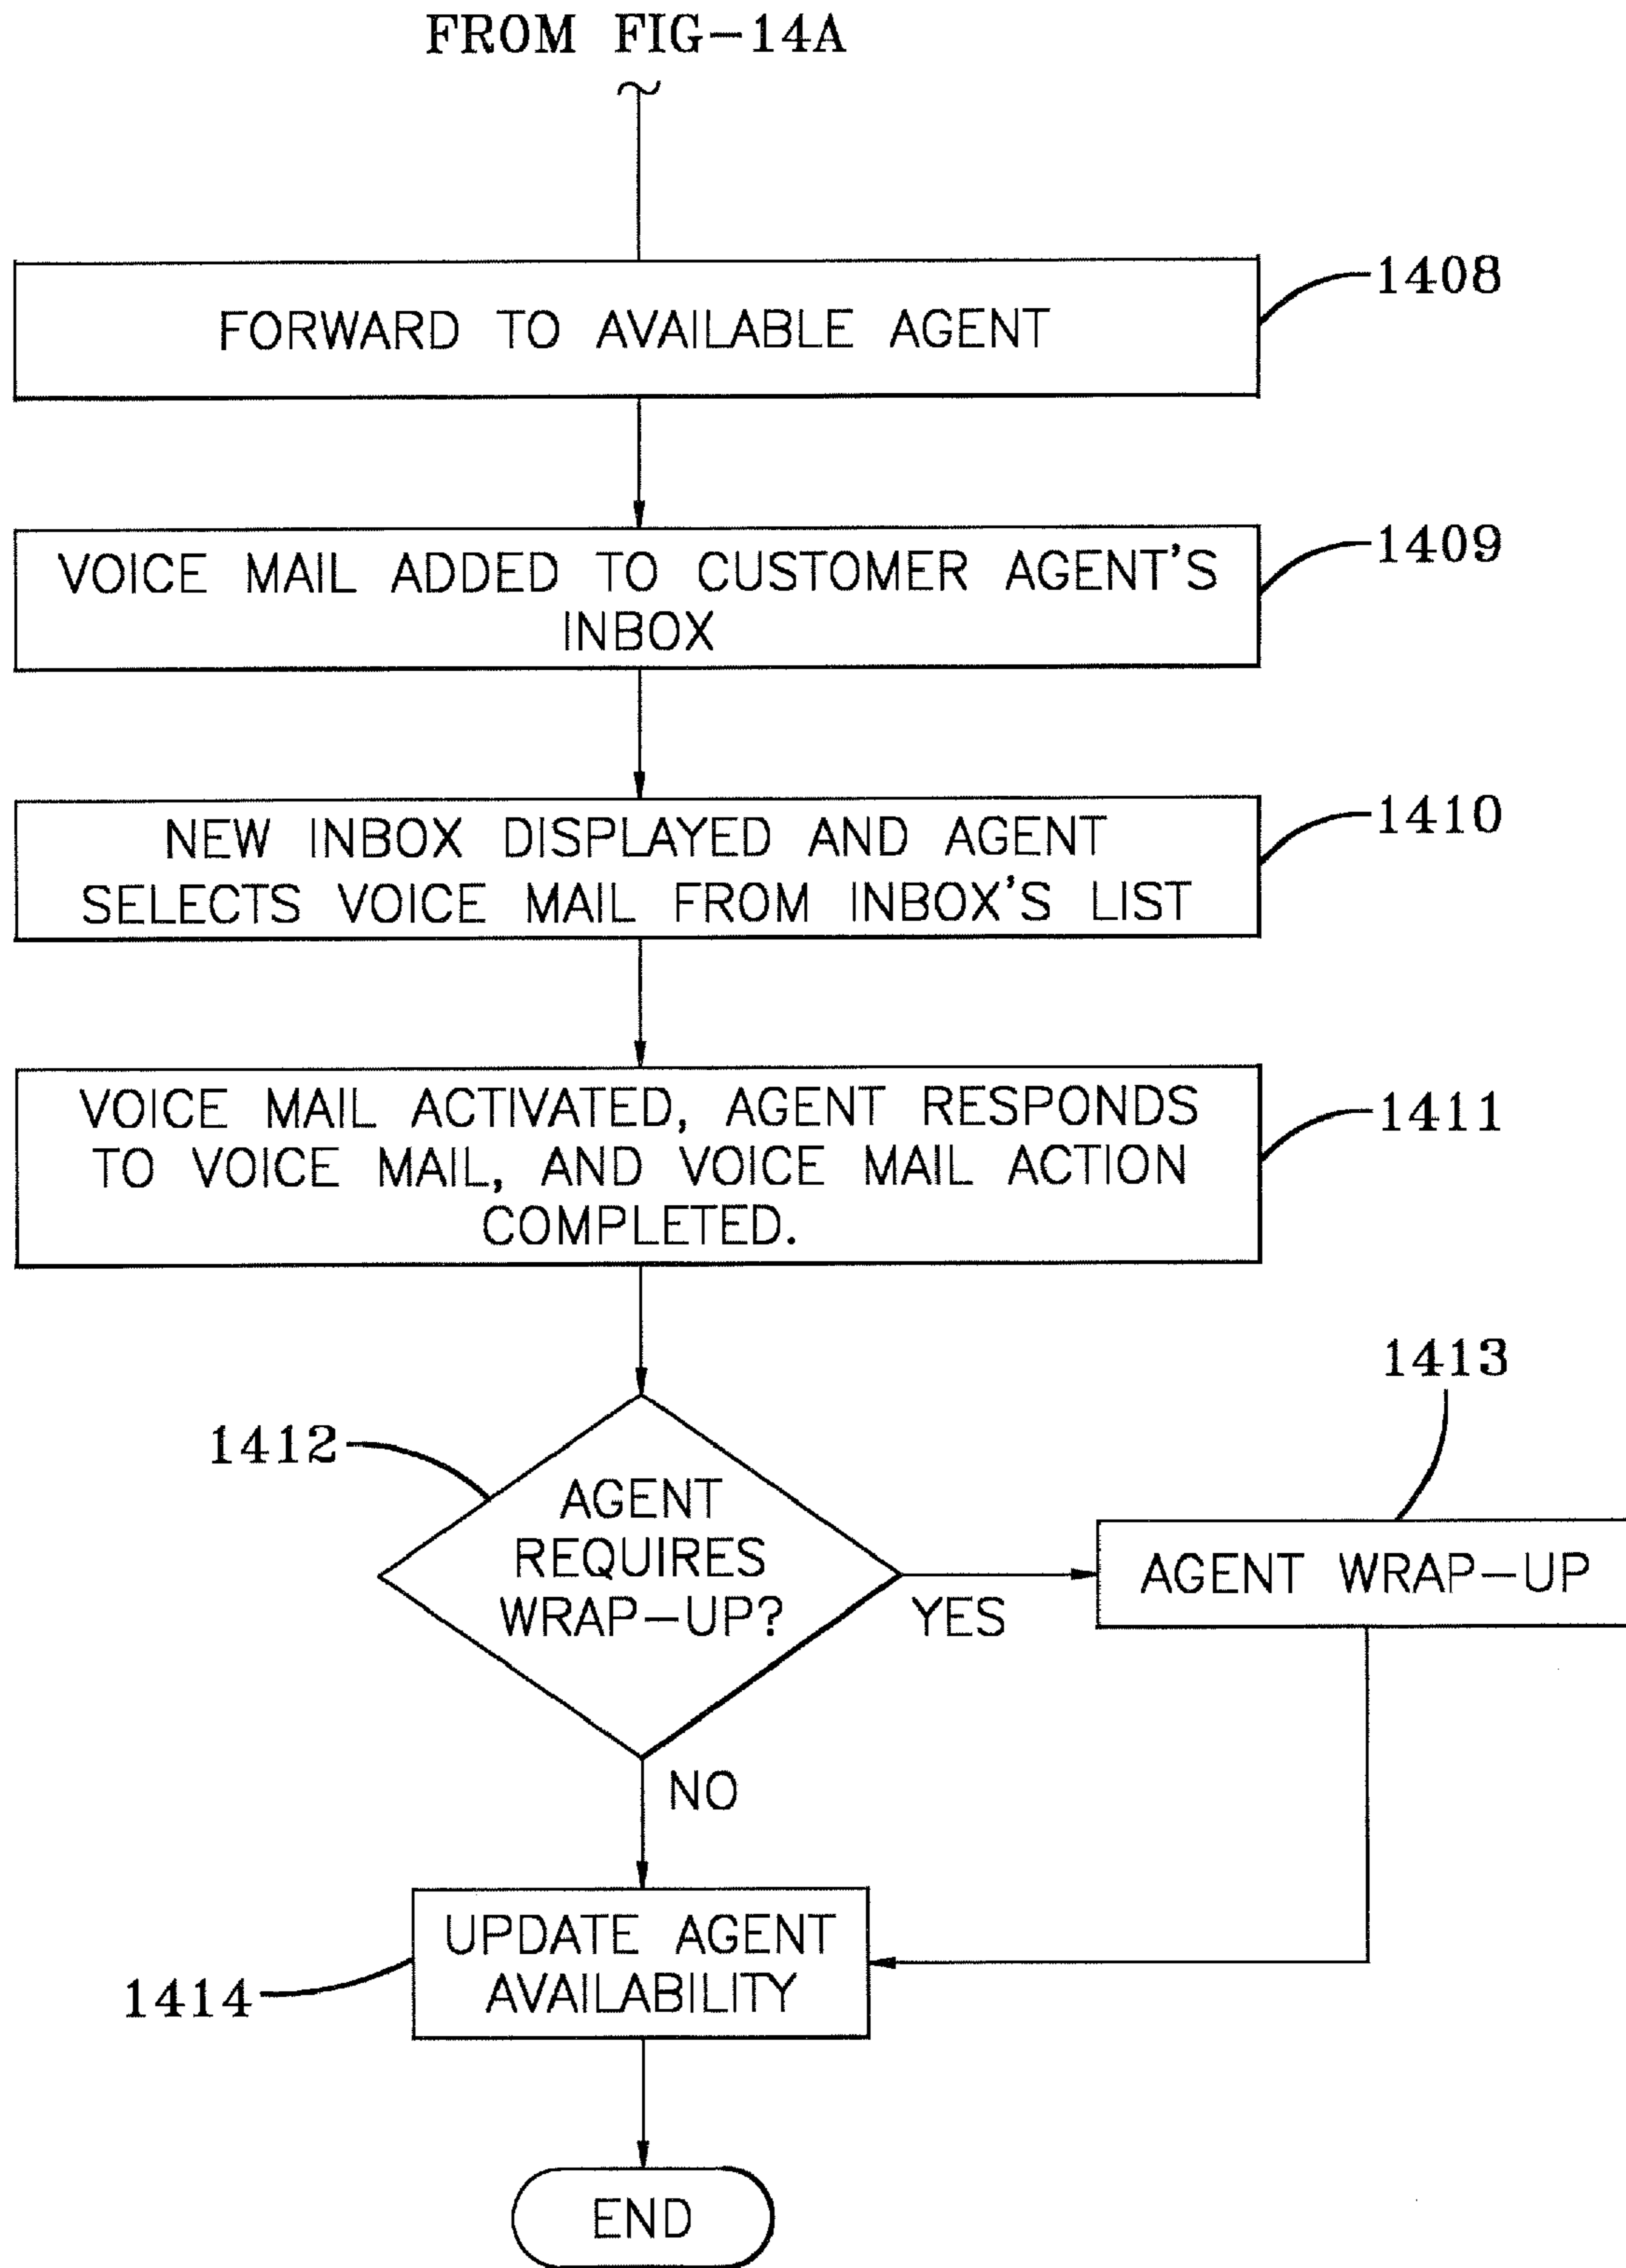 FROM FIG-14A
FORWARD TO AVAILABLE AGENT
1408
VOICE MAIL ADDED TO CUSTOMER AGENT'S
INBOX
1409
NEW INBOX DISPLAYED AND AGENT
SELECTS VOICE MAIL FROM INBOX'S LIST
1410
VOICE MAIL ACTIVATED, AGENT RESPONDS
TO VOICE MAIL, AND VOICE MAIL ACTION
COMPLETED.
1411
1412
AGENT
REQUIRES
WRAP-UP?
YES
1413
AGENT WRAP-UP
NO
UPDATE AGENT
AVAILABILITY
1414
END